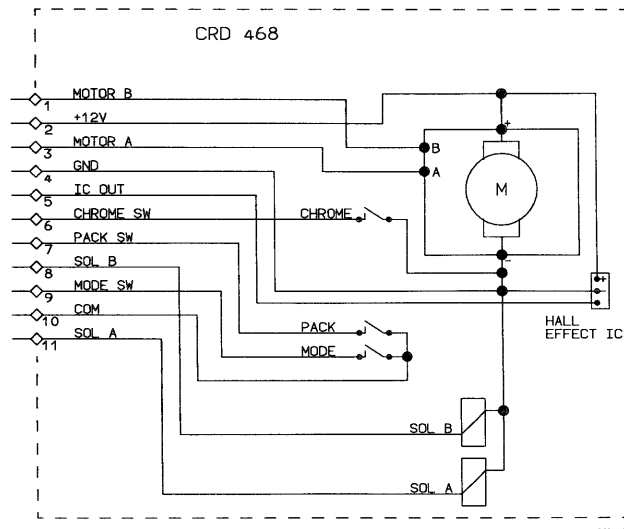 CRD 468
1 MOTOR B
2 +12V
3 MOTOR A
4 GND
5 IC OUT
6 CHROME SW
7 PACK SW
8 SOL B
9 MODE SW
10 COM
11 SOL A
CHROME
PACK
MODE
SOL B
SOL A
+
B
A
M
-
+
-
HALL
EFFECT IC